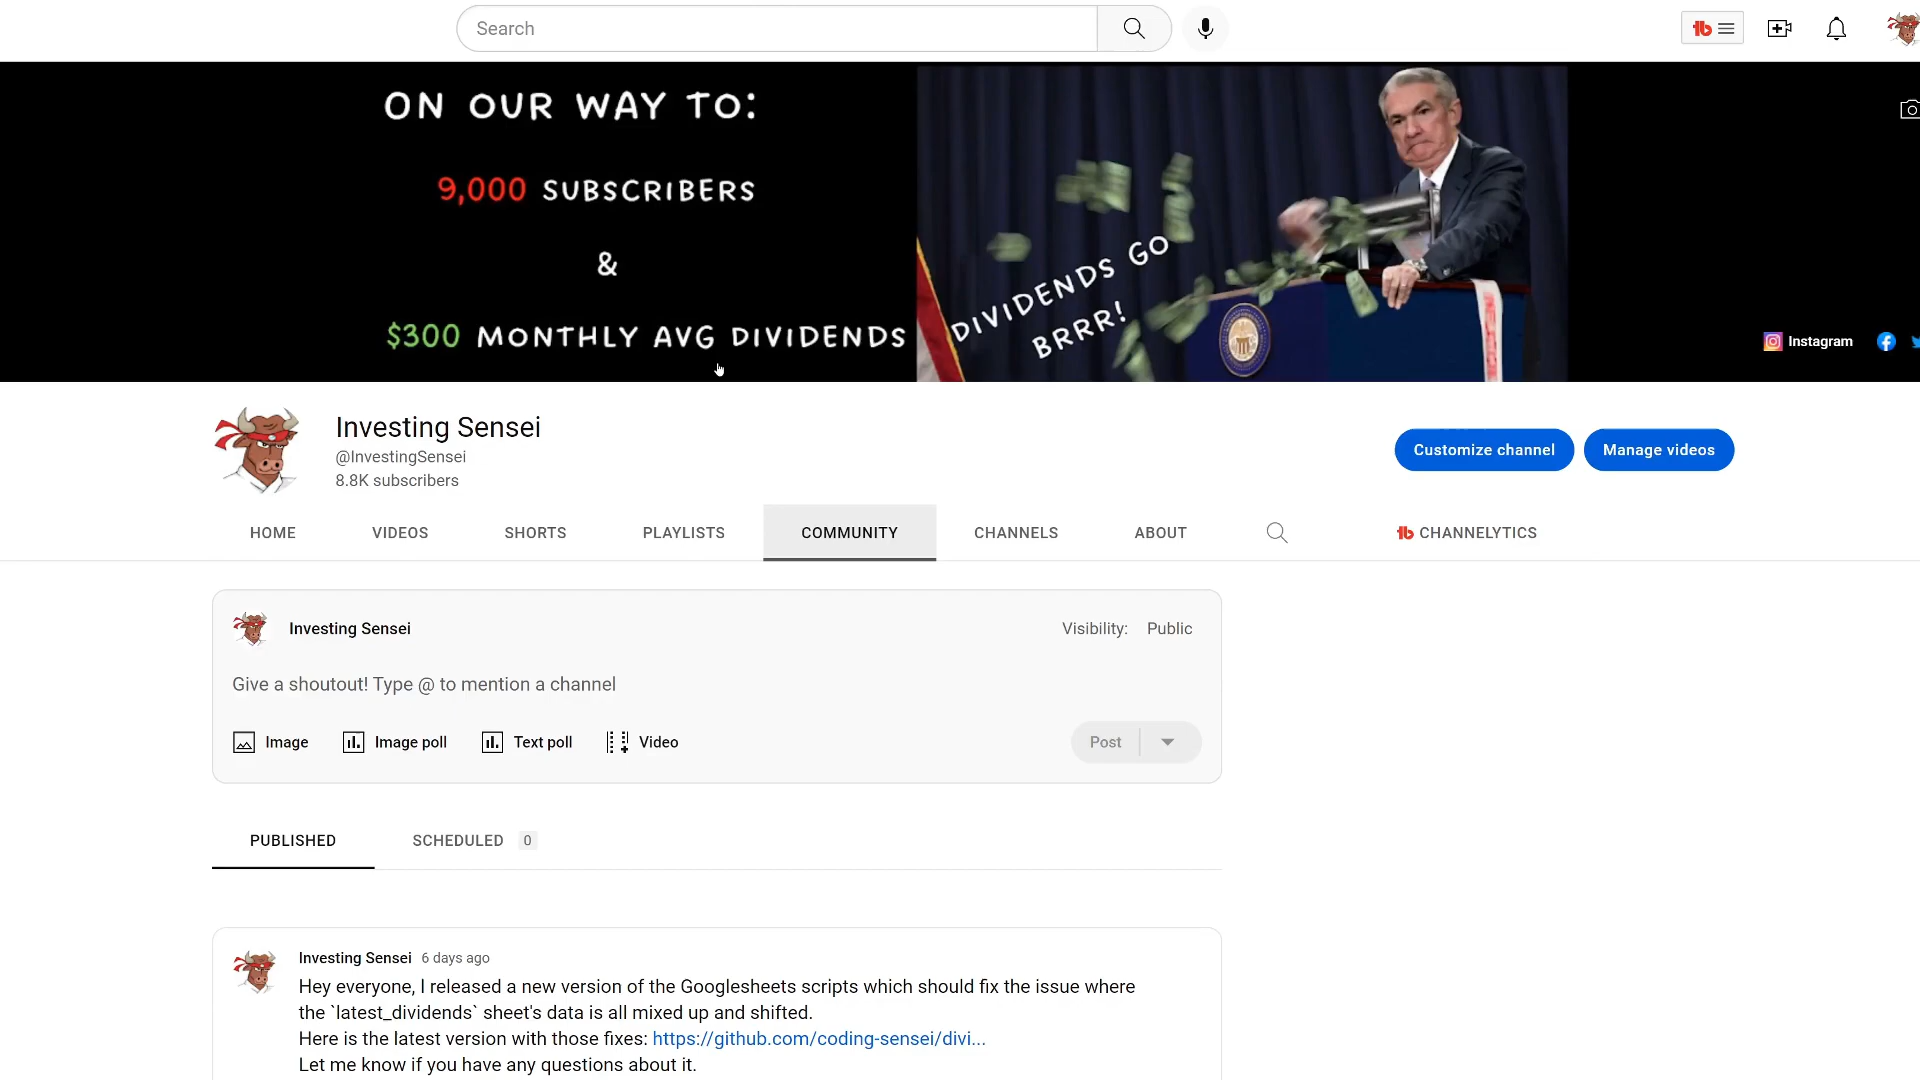 Search
ON OUR WAY TO:
9,000 SUBSCRIBERS
&
$300 MONTHLY AVG DIVIDENDS
DIVIDENDS GO
BRRR!
Instagram
Investing Sensei
@InvestingSensei
8.8K subscribers
Customize channel
Manage videos
HOME
VIDEOS
SHORTS
PLAYLISTS
COMMUNITY
CHANNELS
ABOUT
CHANNELYTICS
Investing Sensei
Visibility: Public
Give a shoutout! Type @ to mention a channel
Image
Image poll
Text poll
Video
Post
PUBLISHED
SCHEDULED 0
Investing Sensei 6 days ago
Hey everyone, I released a new version of the Googlesheets scripts which should fix the issue where
the `latest_dividends` sheet's data is all mixed up and shifted.
Here is the latest version with those fixes: https://github.com/coding-sensei/divi...
Let me know if you have any questions about it.